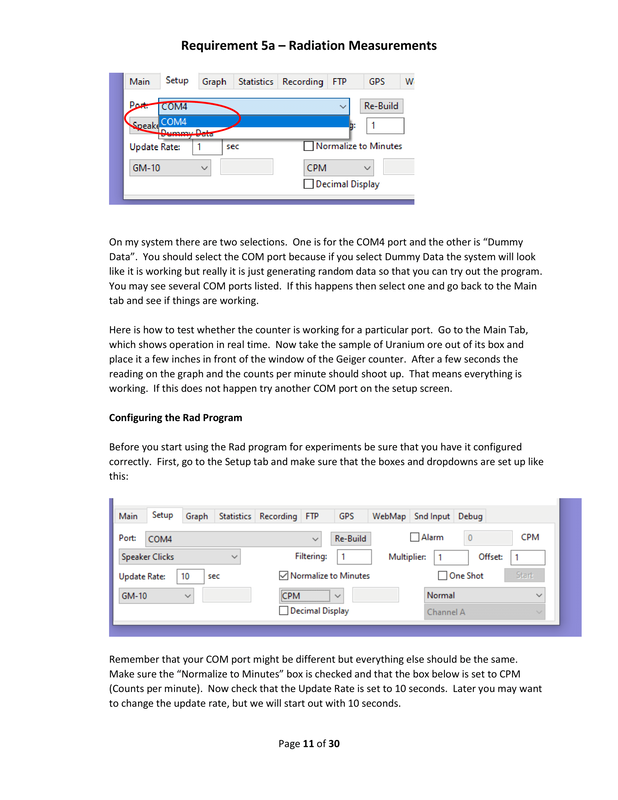 Requirement 5a – Radiation Measurements
Main Setup Graph Statistics Recording FTP GPS W
Port: COM4 Re-Build
Speake COM4 g: 1
Dummy Data
Update Rate: 1 sec Normalize to Minutes
GM-10 CPM
Decimal Display
On my system there are two selections.  One is for the COM4 port and the other is “Dummy
Data”.  You should select the COM port because if you select Dummy Data the system will look
like it is working but really it is just generating random data so that you can try out the program.
You may see several COM ports listed.  If this happens then select one and go back to the Main
tab and see if things are working.
Here is how to test whether the counter is working for a particular port.  Go to the Main Tab,
which shows operation in real time.  Now take the sample of Uranium ore out of its box and
place it a few inches in front of the window of the Geiger counter.  After a few seconds the
reading on the graph and the counts per minute should shoot up.  That means everything is
working.  If this does not happen try another COM port on the setup screen.
Configuring the Rad Program
Before you start using the Rad program for experiments be sure that you have it configured
correctly.  First, go to the Setup tab and make sure that the boxes and dropdowns are set up like
this:
Main Setup Graph Statistics Recording FTP GPS WebMap Snd Input Debug
Port: COM4 Re-Build Alarm 0 CPM
Speaker Clicks Filtering: 1 Multiplier: 1 Offset: 1
Update Rate: 10 sec Normalize to Minutes One Shot Start
GM-10 CPM Normal
Decimal Display Channel A
Remember that your COM port might be different but everything else should be the same.
Make sure the “Normalize to Minutes” box is checked and that the box below is set to CPM
(Counts per minute).  Now check that the Update Rate is set to 10 seconds.  Later you may want
to change the update rate, but we will start out with 10 seconds.
Page 11 of 30